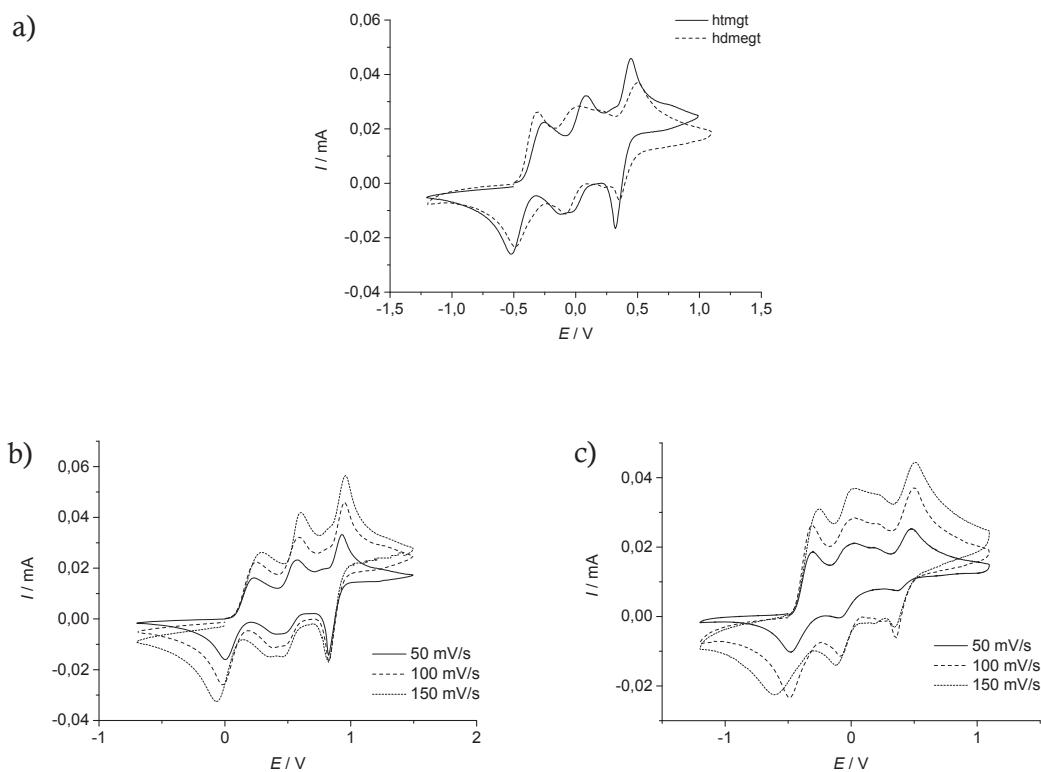 a)
htmgt
hdmegt
0,06
0,04
0,02
0,00
-0,02
-0,04
I / mA
-1,5
-1,0
-0,5
0,0
0,5
1,0
1,5
E / V
b)
0,06
0,04
0,02
0,00
-0,02
-0,04
I / mA
50 mV/s
100 mV/s
150 mV/s
-1
0
1
2
E / V
c)
0,04
0,02
0,00
-0,02
I / mA
50 mV/s
100 mV/s
150 mV/s
-1
0
1
E / V